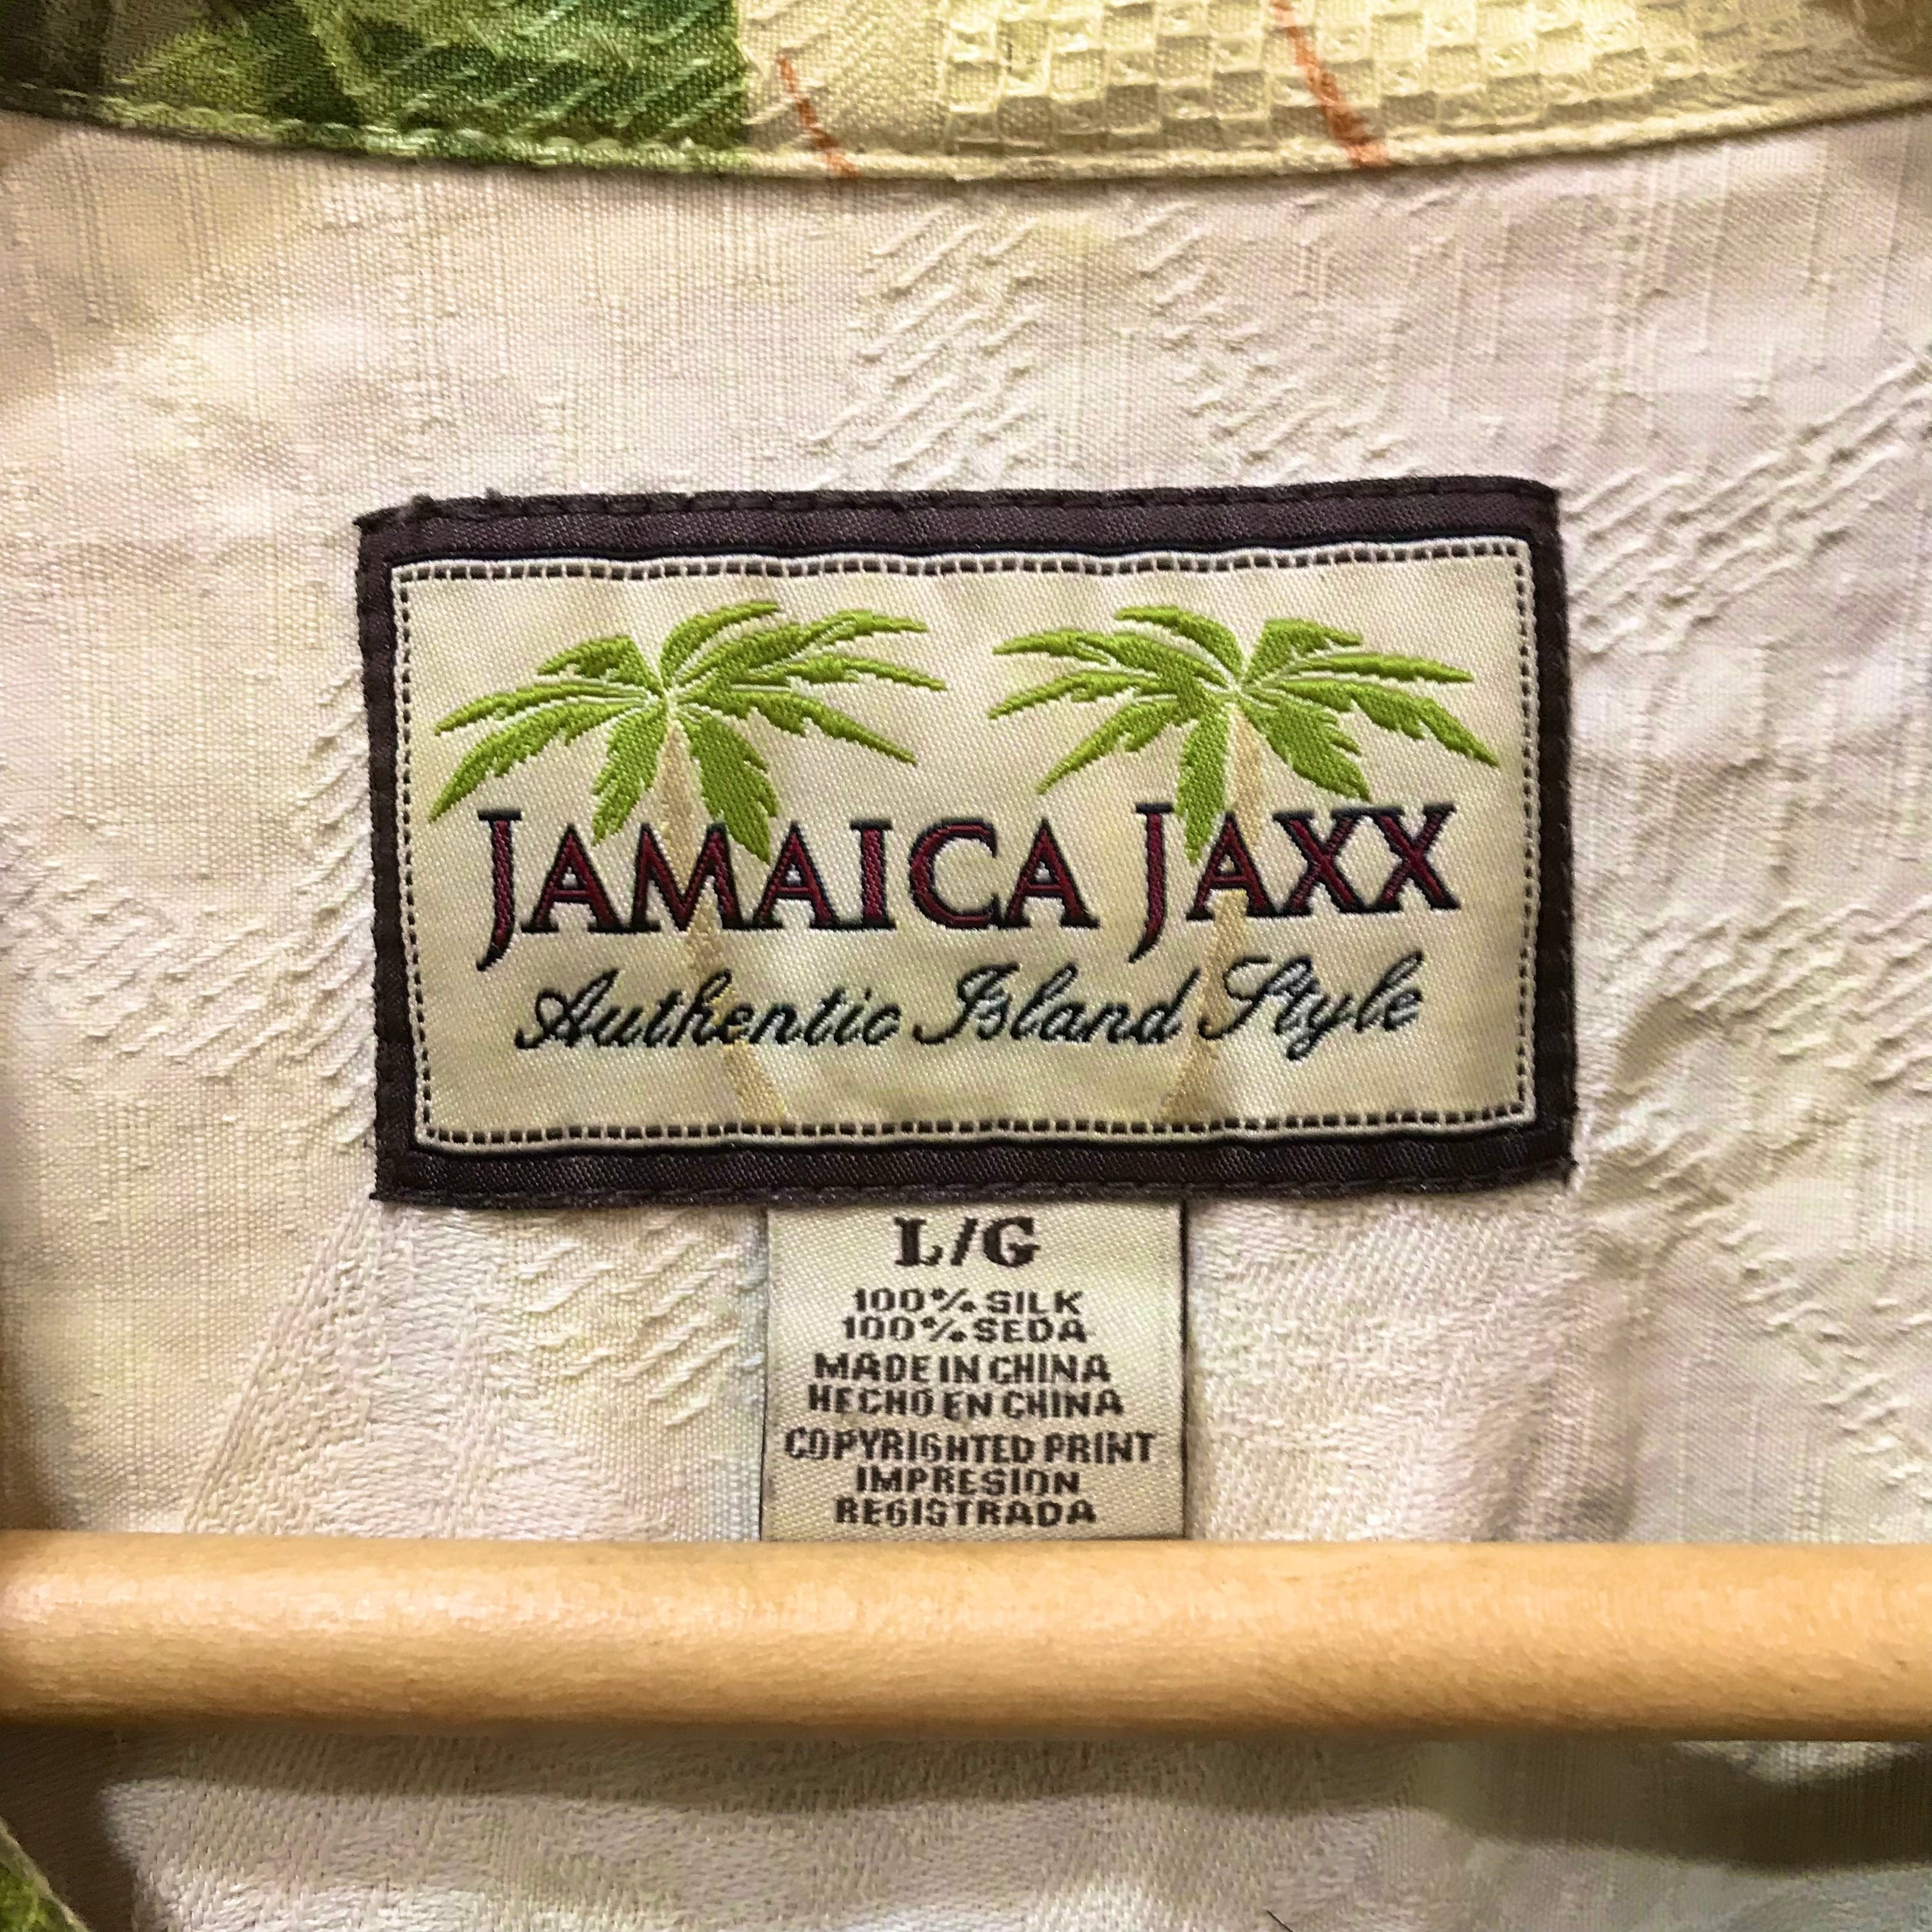 JAMAICA JAXX
Authentic Island Style
L/G
100% SILK
100% SEDA
MADE IN CHINA
HECHO EN CHINA
COPYRIGHTED PRINT
IMPRESION
REGISTRADA